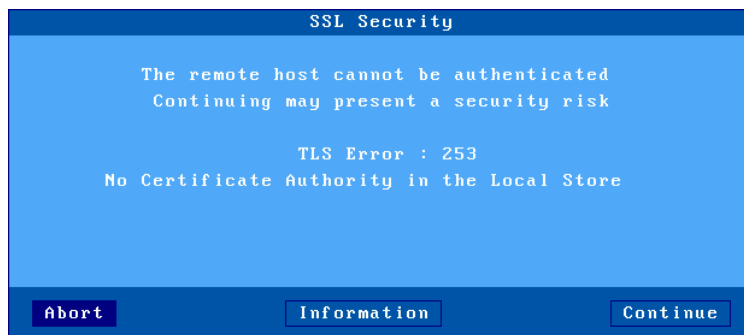 SSL Security
The remote host cannot be authenticated
Continuing may present a security risk
TLS Error : 253
No Certificate Authority in the Local Store
Abort Information Continue